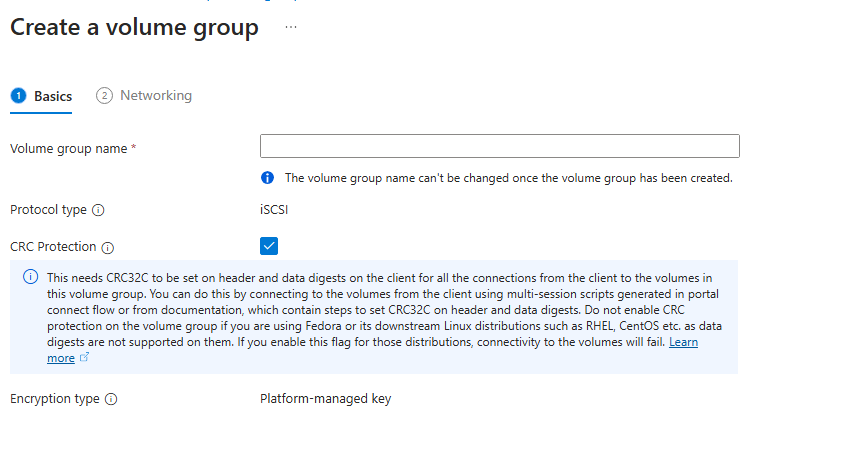 Create a volume group ...
1 Basics 2 Networking
Volume group name *
The volume group name can't be changed once the volume group has been created.
Protocol type iSCSI
CRC Protection
This needs CRC32C to be set on header and data digests on the client for all the connections from the client to the volumes in
this volume group. You can do this by connecting to the volumes from the client using multi-session scripts generated in portal
connect flow or from documentation, which contain steps to set CRC32C on header and data digests. Do not enable CRC
protection on the volume group if you are using Fedora or its downstream Linux distributions such as RHEL, CentOS etc. as data
digests are not supported on them. If you enable this flag for those distributions, connectivity to the volumes will fail. Learn
more
Encryption type Platform-managed key